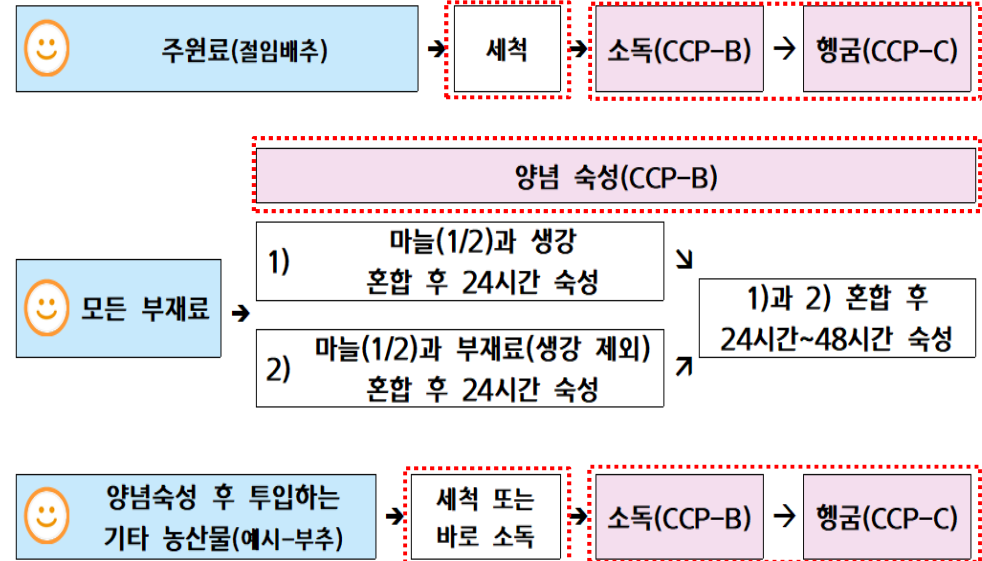 주원료(절임배추) → 세척 → 소독(CCP-B) → 헹굼(CCP-C)
양념 숙성(CCP-B)
모든 부재료 →
1) 마늘(1/2)과 생강
혼합 후 24시간 숙성
2) 마늘(1/2)과 부재료(생강 제외)
혼합 후 24시간 숙성
1)과 2) 혼합 후
24시간~48시간 숙성
양념숙성 후 투입하는
기타 농산물(예시-부추)
→ 세척 또는
바로 소독
→ 소독(CCP-B) → 헹굼(CCP-C)